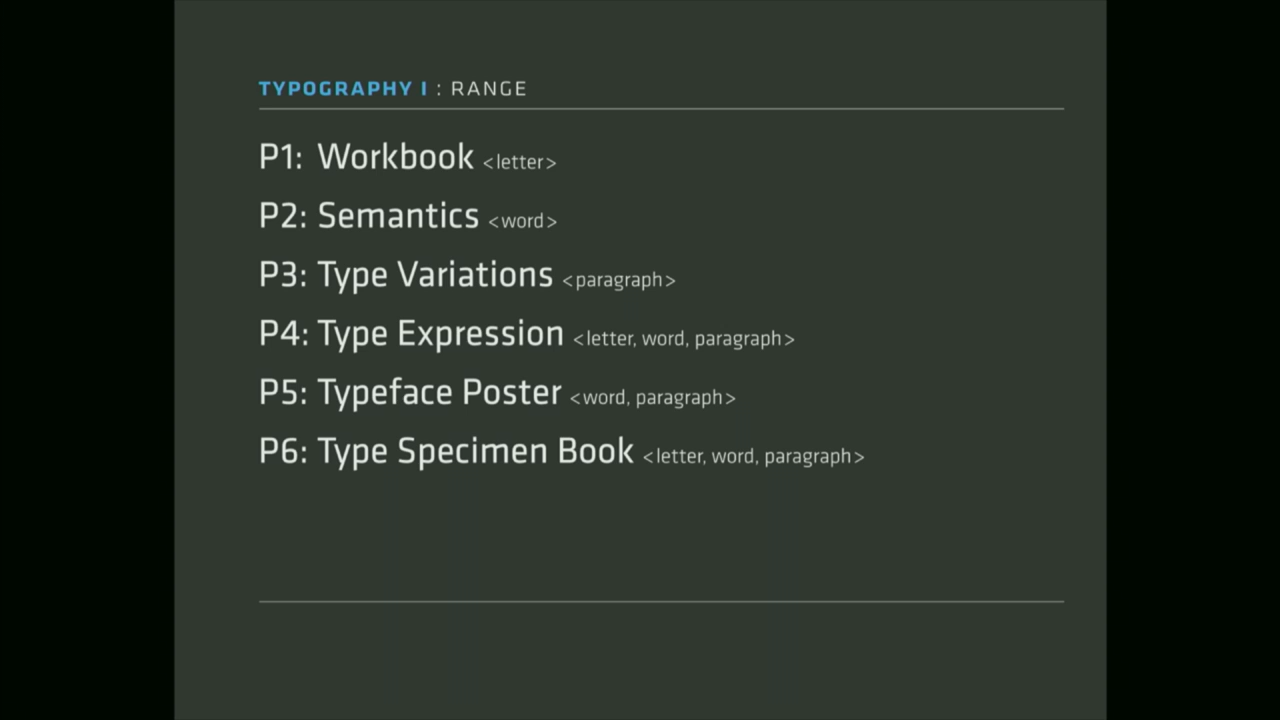 TYPOGRAPHY I : RANGE
P1: Workbook <letter>
P2: Semantics <word>
P3: Type Variations <paragraph>
P4: Type Expression <letter, word, paragraph>
P5: Typeface Poster <word, paragraph>
P6: Type Specimen Book <letter, word, paragraph>